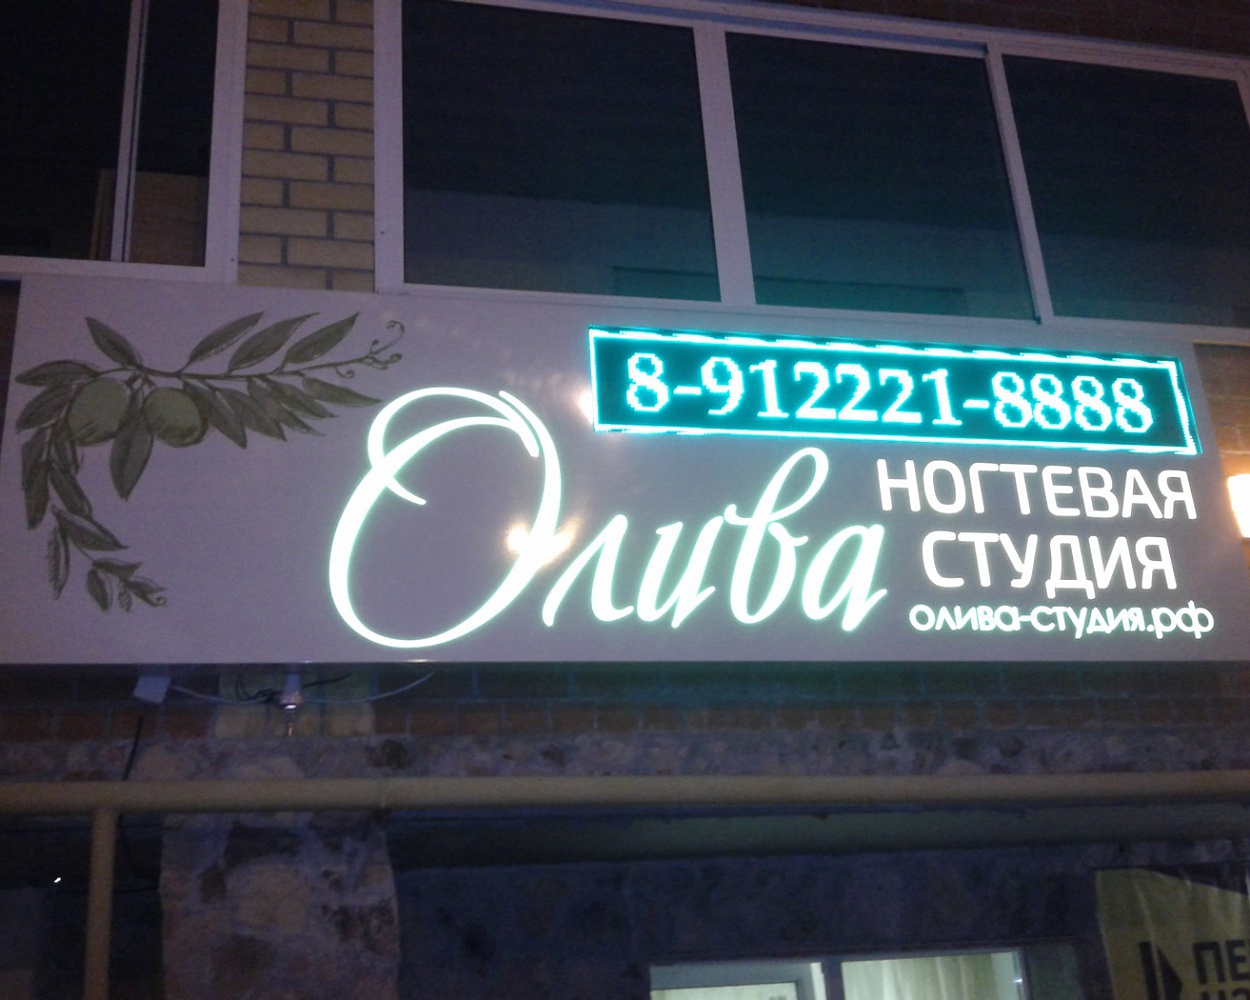 8-912221-8888
Олива
НОГТЕВАЯ
СТУДИЯ
ОЛИВА-СТУДИЯ.РФ